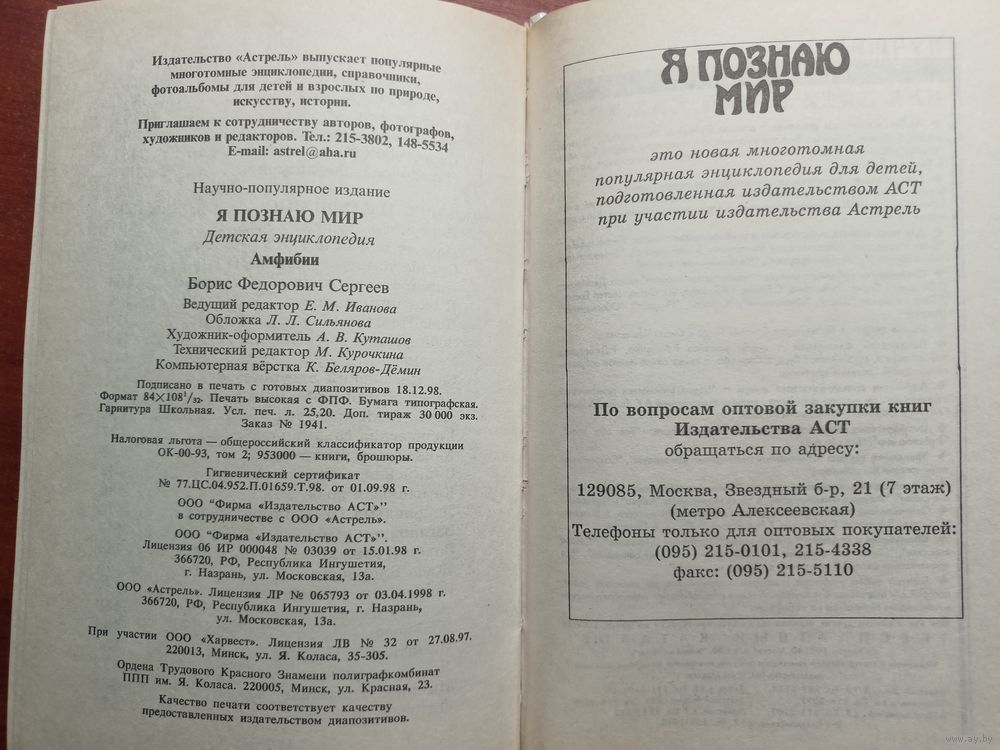 Издательство «Астрель» выпускает популярные
многотомные энциклопедии, справочники,
фотоальбомы для детей и взрослых по природе,
искусству, истории.
Приглашаем к сотрудничеству авторов, фотографов,
художников и редакторов. Тел.: 215-3802, 148-5534
E-mail: astrel@aha.ru
Научно-популярное издание
Я ПОЗНАЮ МИР
Детская энциклопедия
Амфибии
Борис Федорович Сергеев
Ведущий редактор Е. М. Иванова
Обложка Л. Л. Сильянова
Художник-оформитель А. В. Куташов
Технический редактор М. Курочкина
Компьютерная вёрстка К. Беляров-Дёмин
Подписано в печать с готовых диапозитивов 18.12.98.
Формат 84×108¹/₃₂. Печать высокая с ФПФ. Бумага типографская.
Гарнитура Школьная. Усл. печ. л. 25,20. Доп. тираж 30 000 экз.
Заказ № 1941.
Налоговая льгота — общероссийский классификатор продукции
ОК-00-93, том 2; 953000 — книги, брошюры.
Гигиенический сертификат
№ 77.ЦС.04.952.П.01659.Т.98. от 01.09.98 г.
ООО "Фирма «Издательство АСТ»"
в сотрудничестве с ООО «Астрель».
ООО "Фирма «Издательство АСТ»".
Лицензия 06 ИР 000048 № 03039 от 15.01.98 г.
366720, РФ, Республика Ингушетия,
г. Назрань, ул. Московская, 13а.
ООО «Астрель». Лицензия ЛР № 065793 от 03.04.1998 г.
366720, РФ, Республика Ингушетия, г. Назрань,
ул. Московская, 13а.
При участии ООО «Харвест». Лицензия ЛВ № 32 от 27.08.97.
220013, Минск, ул. Я. Коласа, 35-305.
Ордена Трудового Красного Знамени полиграфкомбинат
ППП им. Я. Коласа. 220005, Минск, ул. Красная, 23.
Качество печати соответствует качеству
предоставленных издательством диапозитивов.
Я ПОЗНАЮ
МИР
это новая многотомная
популярная энциклопедия для детей,
подготовленная издательством АСТ
при участии издательства Астрель
По вопросам оптовой закупки книг
Издательства АСТ
обращаться по адресу:
129085, Москва, Звездный б-р, 21 (7 этаж)
(метро Алексеевская)
Телефоны только для оптовых покупателей:
(095) 215-0101, 215-4338
факс: (095) 215-5110
www.ay.by